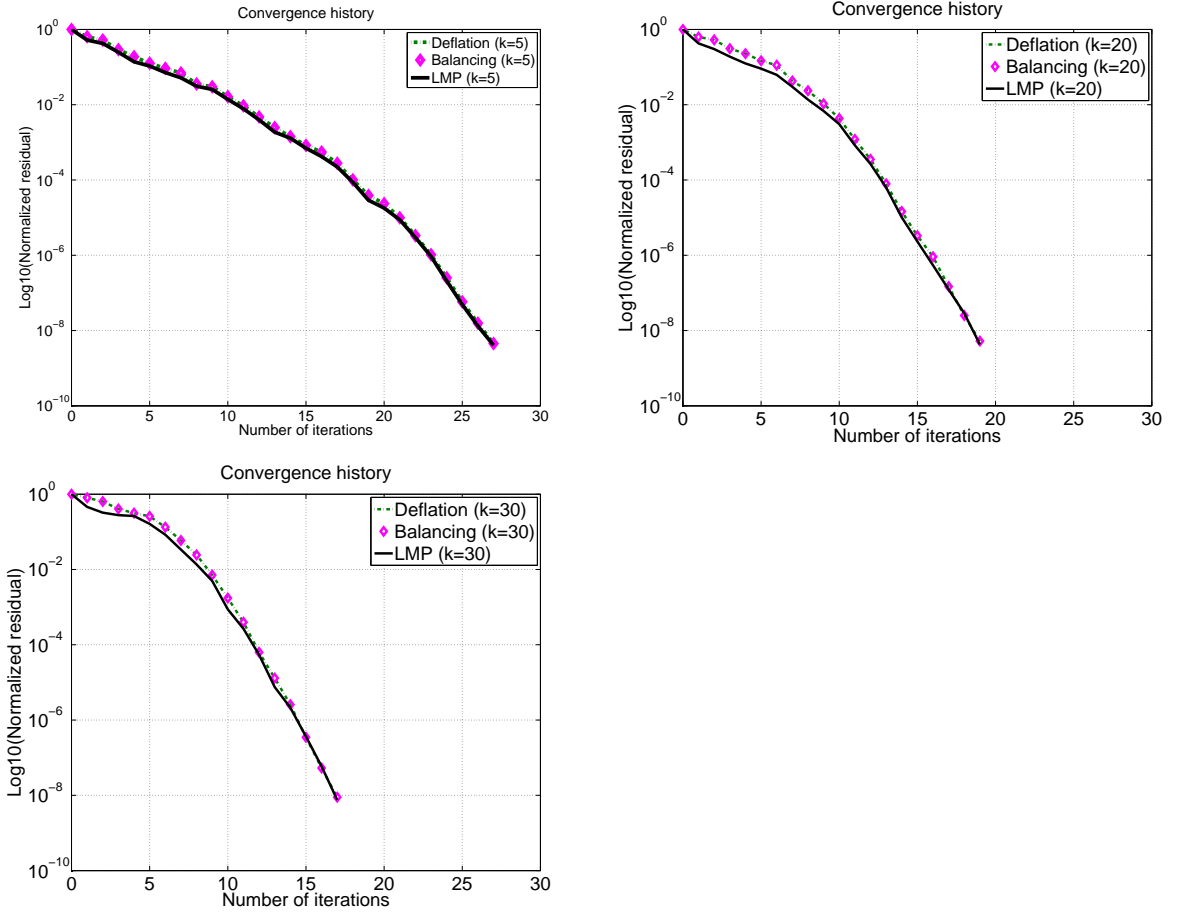 Convergence history
Log10(Normalized residual)
10^0
10^−2
10^−4
10^−6
10^−8
10^−10
0 5 10 15 20 25 30
Number of iterations
Deflation (k=5)
Balancing (k=5)
LMP (k=5)
Convergence history
Log10(Normalized residual)
10^0
10^−2
10^−4
10^−6
10^−8
10^−10
0 5 10 15 20 25 30
Number of iterations
Deflation (k=20)
Balancing (k=20)
LMP (k=20)
Convergence history
Log10(Normalized residual)
10^0
10^−2
10^−4
10^−6
10^−8
10^−10
0 5 10 15 20 25 30
Number of iterations
Deflation (k=30)
Balancing (k=30)
LMP (k=30)